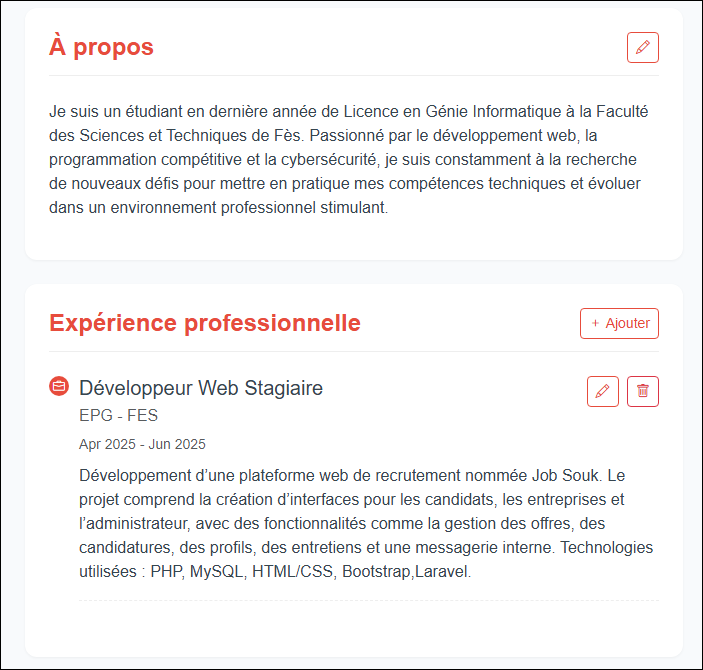 À propos
Je suis un étudiant en dernière année de Licence en Génie Informatique à la Faculté
des Sciences et Techniques de Fès. Passionné par le développement web, la
programmation compétitive et la cybersécurité, je suis constamment à la recherche
de nouveaux défis pour mettre en pratique mes compétences techniques et évoluer
dans un environnement professionnel stimulant.
Expérience professionnelle
+ Ajouter
Développeur Web Stagiaire
EPG - FES
Apr 2025 - Jun 2025
Développement d’une plateforme web de recrutement nommée Job Souk. Le
projet comprend la création d’interfaces pour les candidats, les entreprises et
l’administrateur, avec des fonctionnalités comme la gestion des offres, des
candidatures, des profils, des entretiens et une messagerie interne. Technologies
utilisées : PHP, MySQL, HTML/CSS, Bootstrap,Laravel.